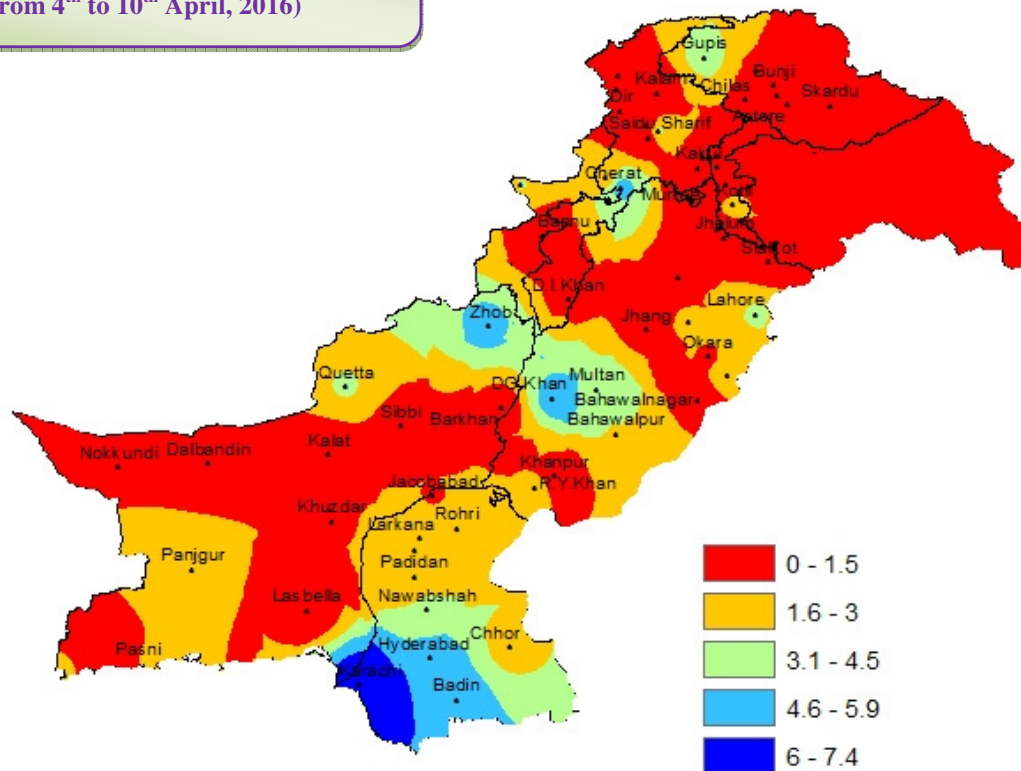 rom 4th to 10th April, 2016)
Gupis
Kalam
Chilas
Bunji
Skardu
Dir
Astore
Saidu Sharif
Kakul
Cherat
Kotli
Bannu
Jhelum
Sialkot
D.I.Khan
Lahore
Zhob
Jhang
Okara
Quetta
DG.Khan
Multan
Bahawalnagar
Sibbi
Barkhan
Bahawalpur
Kalat
Nokkundi
Dalbandin
Khanpur
Jacobabad
R.Y.Khan
Khuzdar
Larkana
Rohri
Panjgur
Padidan
Lasbella
Nawabshah
Chhor
Pasni
Hyderabad
Karachi
Badin
0 - 1.5
1.6 - 3
3.1 - 4.5
4.6 - 5.9
6 - 7.4